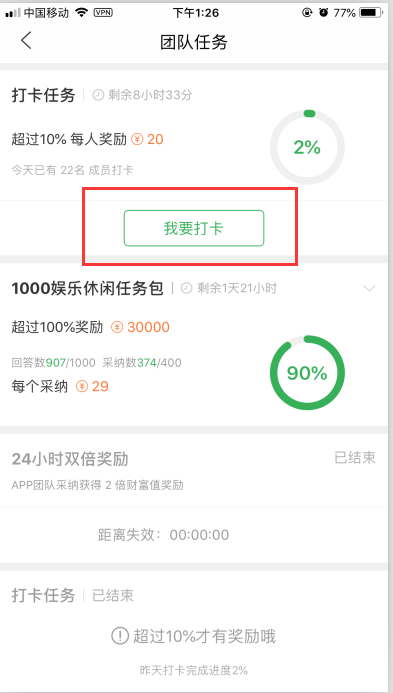 中国移动 VPN 下午1:26 77%
团队任务
打卡任务 剩余8小时33分
超过10% 每人奖励 20
2%
今天已有 22名 成员打卡
我要打卡
1000娱乐休闲任务包 剩余1天21小时
超过100%奖励 30000
回答数907/1000 采纳数374/400
90%
每个采纳 29
24小时双倍奖励 已结束
APP团队采纳获得 2 倍财富值奖励
距离失效：00:00:00
打卡任务 已结束
超过10%才有奖励哦
昨天打卡完成进度2%